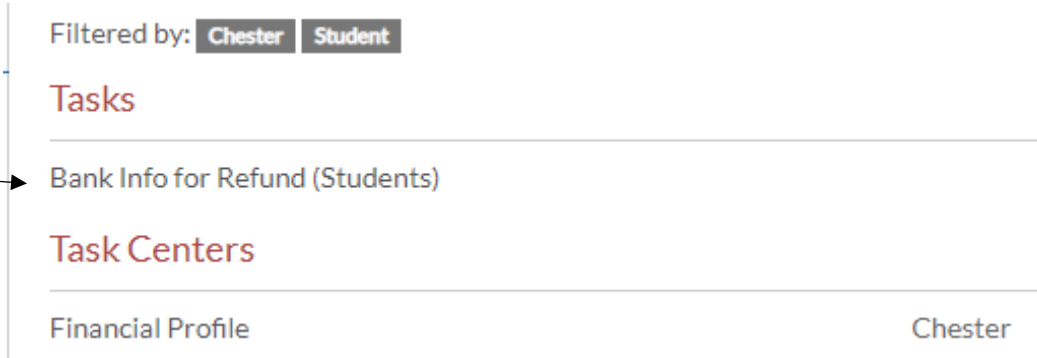 Filtered by: Chester Student
Tasks
Bank Info for Refund (Students)
Task Centers
Financial Profile Chester